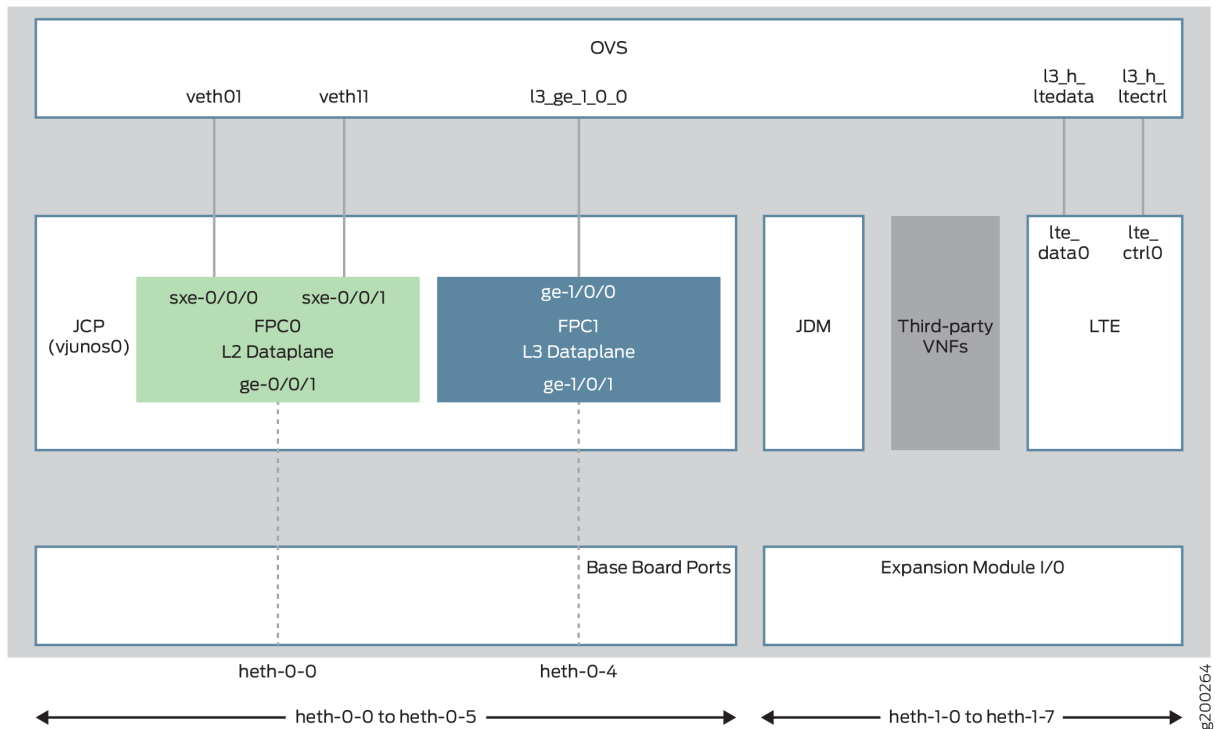 OVS
veth01
veth11
l3_ge_1_0_0
l3_h_
ltedata
l3_h_
ltectrl
JCP
(vjunos0)
sxe-0/0/0
sxe-0/0/1
FPC0
L2 Dataplane
ge-0/0/1
ge-1/0/0
FPC1
L3 Dataplane
ge-1/0/1
JDM
Third-party
VNFs
lte_
data0
lte_
ctrl0
LTE
Base Board Ports
Expansion Module I/O
heth-0-0
heth-0-4
heth-0-0 to heth-0-5
heth-1-0 to heth-1-7
g200264